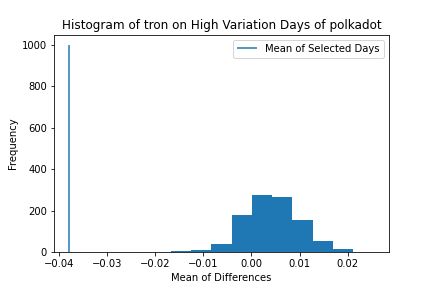 Histogram of tron on High Variation Days of polkadot
Mean of Selected Days
Frequency
1000
800
600
400
200
0
−0.04 −0.03 −0.02 −0.01 0.00 0.01 0.02
Mean of Differences